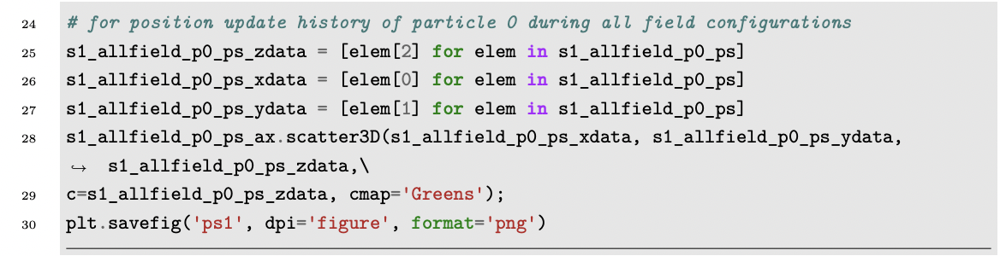 24 # for position update history of particle 0 during all field configurations
25 s1_allfield_p0_ps_zdata = [elem[2] for elem in s1_allfield_p0_ps]
26 s1_allfield_p0_ps_xdata = [elem[0] for elem in s1_allfield_p0_ps]
27 s1_allfield_p0_ps_ydata = [elem[1] for elem in s1_allfield_p0_ps]
28 s1_allfield_p0_ps_ax.scatter3D(s1_allfield_p0_ps_xdata, s1_allfield_p0_ps_ydata,
↪ s1_allfield_p0_ps_zdata,\
29 c=s1_allfield_p0_ps_zdata, cmap='Greens');
30 plt.savefig('ps1', dpi='figure', format='png')